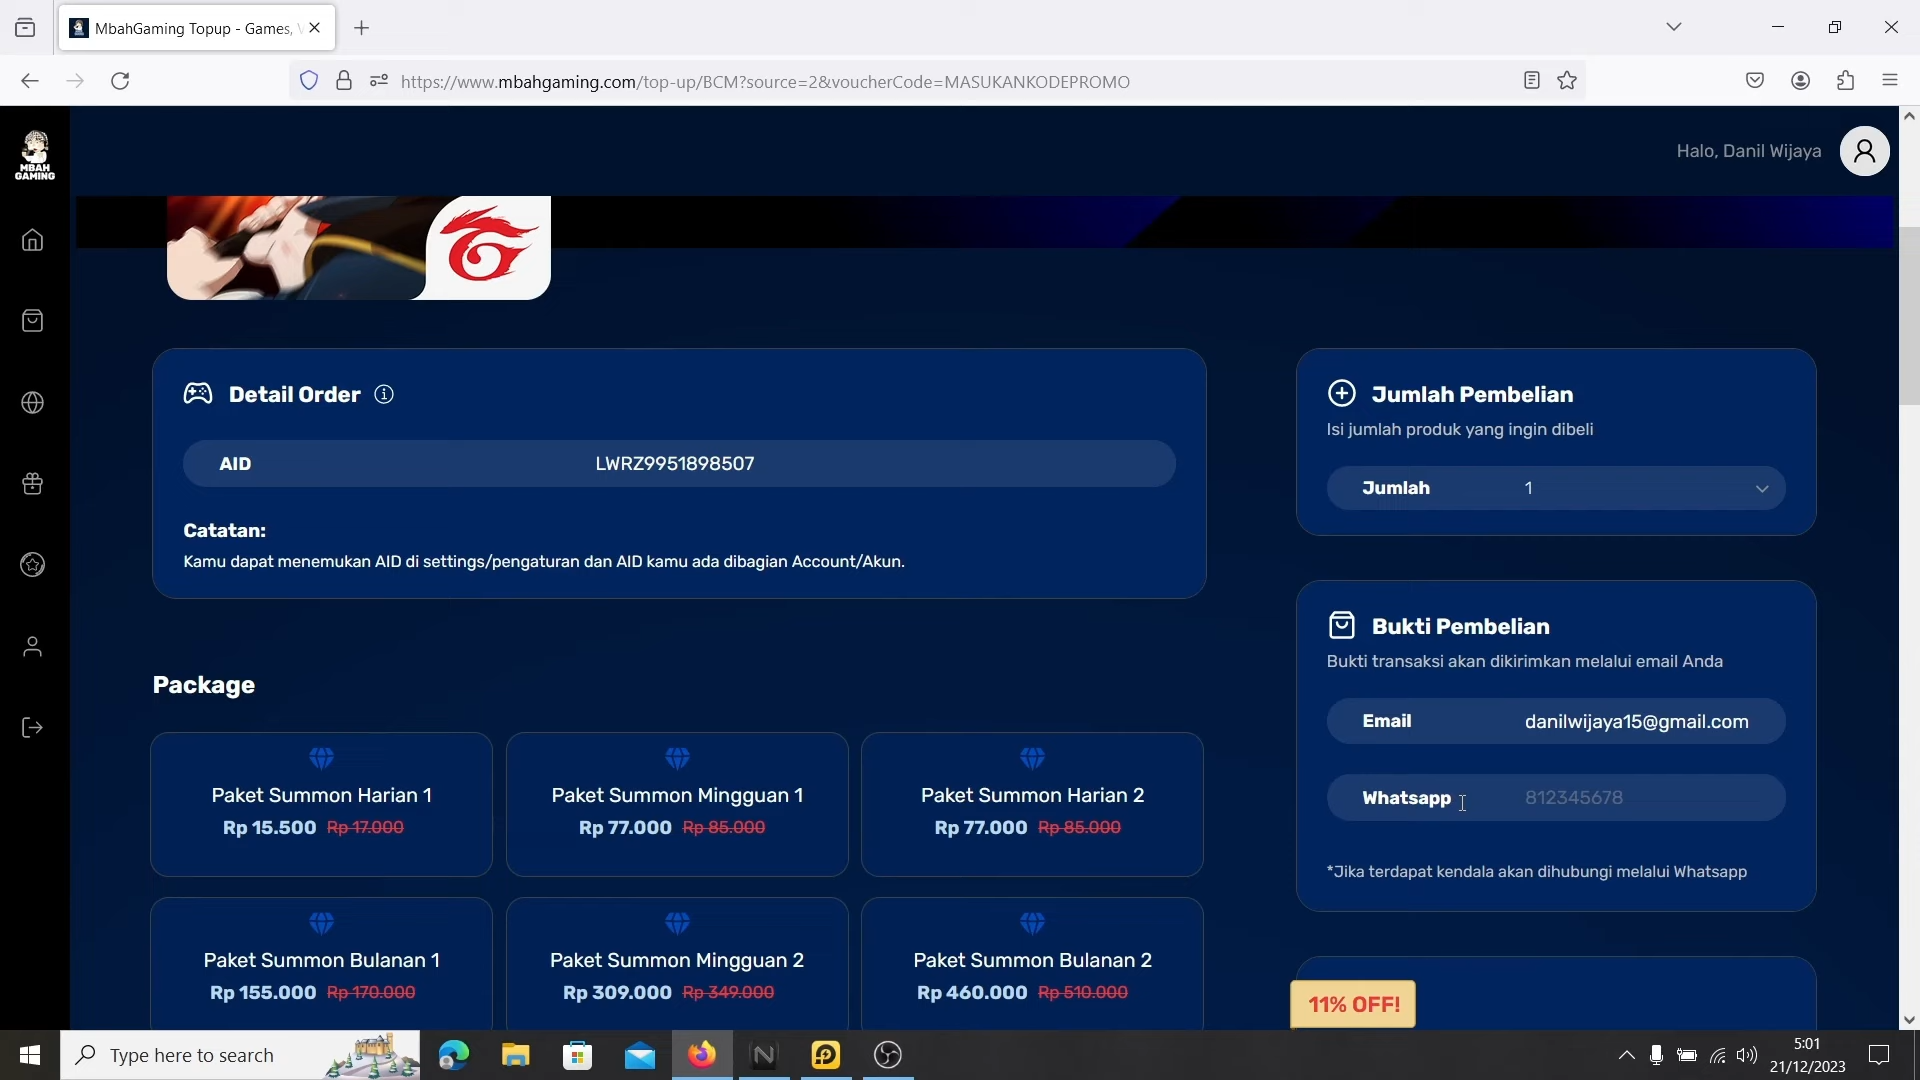 MbahGaming Topup - Games, V
https://www.mbahgaming.com/top-up/BCM?source=2&voucherCode=MASUKANKODEPROMO
MBAH
GAMING
Halo, Danil Wijaya
Detail Order
AID LWRZ9951898507
Catatan:
Kamu dapat menemukan AID di settings/pengaturan dan AID kamu ada dibagian Account/Akun.
Jumlah Pembelian
Isi jumlah produk yang ingin dibeli
Jumlah 1
Bukti Pembelian
Bukti transaksi akan dikirimkan melalui email Anda
Email danilwijaya15@gmail.com
Whatsapp 812345678
*Jika terdapat kendala akan dihubungi melalui Whatsapp
Package
Paket Summon Harian 1
Rp 15.500 Rp 17.000
Paket Summon Mingguan 1
Rp 77.000 Rp 85.000
Paket Summon Harian 2
Rp 77.000 Rp 85.000
Paket Summon Bulanan 1
Rp 155.000 Rp 170.000
Paket Summon Mingguan 2
Rp 309.000 Rp 349.000
Paket Summon Bulanan 2
Rp 460.000 Rp 510.000
11% OFF!
Type here to search
5:01
21/12/2023